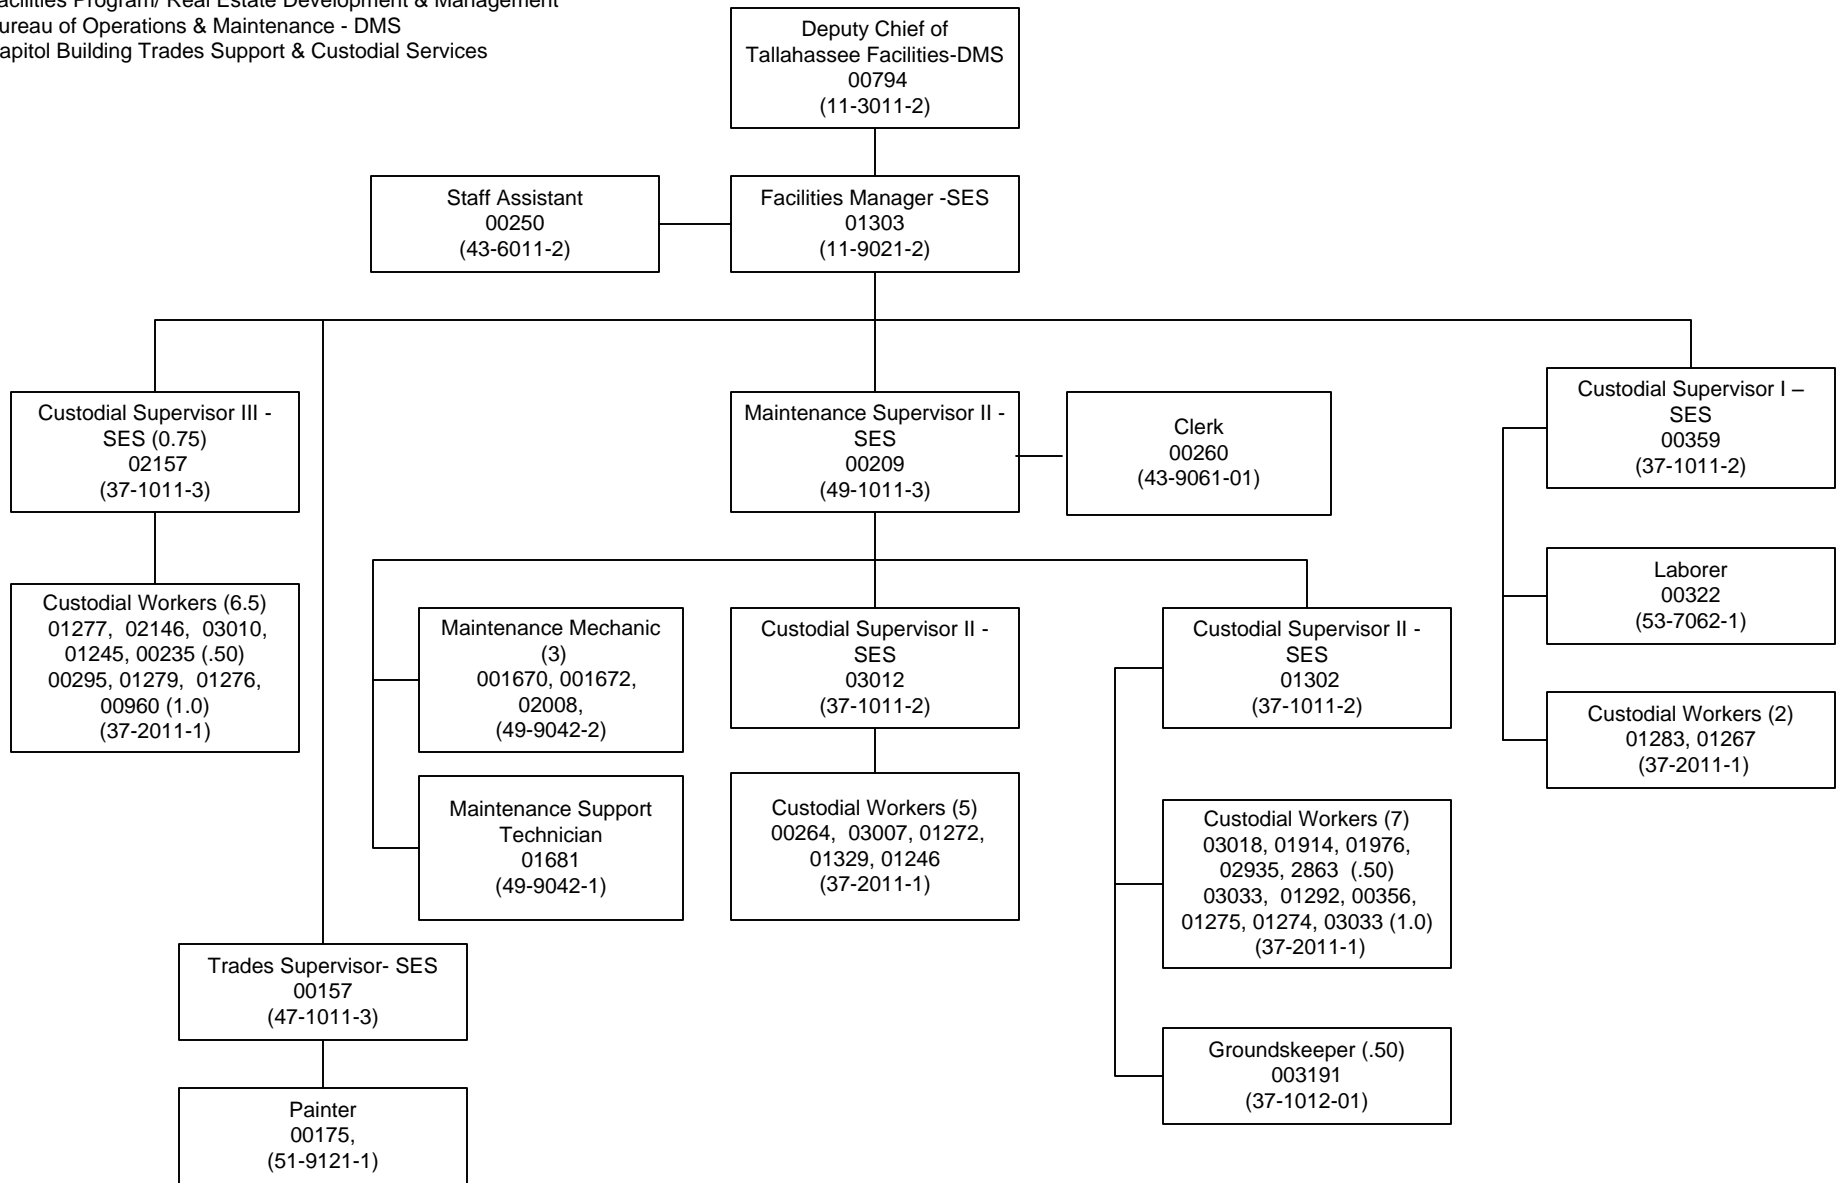 acilities Program/ Real Estate Development & Management
ureau of Operations & Maintenance - DMS
apitol Building Trades Support & Custodial Services
Deputy Chief of
Tallahassee Facilities-DMS
00794
(11-3011-2)
Staff Assistant
00250
(43-6011-2)
Facilities Manager -SES
01303
(11-9021-2)
Custodial Supervisor III -
SES (0.75)
02157
(37-1011-3)
Maintenance Supervisor II -
SES
00209
(49-1011-3)
Clerk
00260
(43-9061-01)
Custodial Supervisor I –
SES
00359
(37-1011-2)
Custodial Workers (6.5)
01277, 02146, 03010,
01245, 00235 (.50)
00295, 01279, 01276,
00960 (1.0)
(37-2011-1)
Maintenance Mechanic
(3)
001670, 001672,
02008,
(49-9042-2)
Custodial Supervisor II -
SES
03012
(37-1011-2)
Custodial Supervisor II -
SES
01302
(37-1011-2)
Laborer
00322
(53-7062-1)
Custodial Workers (2)
01283, 01267
(37-2011-1)
Maintenance Support
Technician
01681
(49-9042-1)
Custodial Workers (5)
00264, 03007, 01272,
01329, 01246
(37-2011-1)
Custodial Workers (7)
03018, 01914, 01976,
02935, 2863 (.50)
03033, 01292, 00356,
01275, 01274, 03033 (1.0)
(37-2011-1)
Trades Supervisor- SES
00157
(47-1011-3)
Groundskeeper (.50)
003191
(37-1012-01)
Painter
00175,
(51-9121-1)